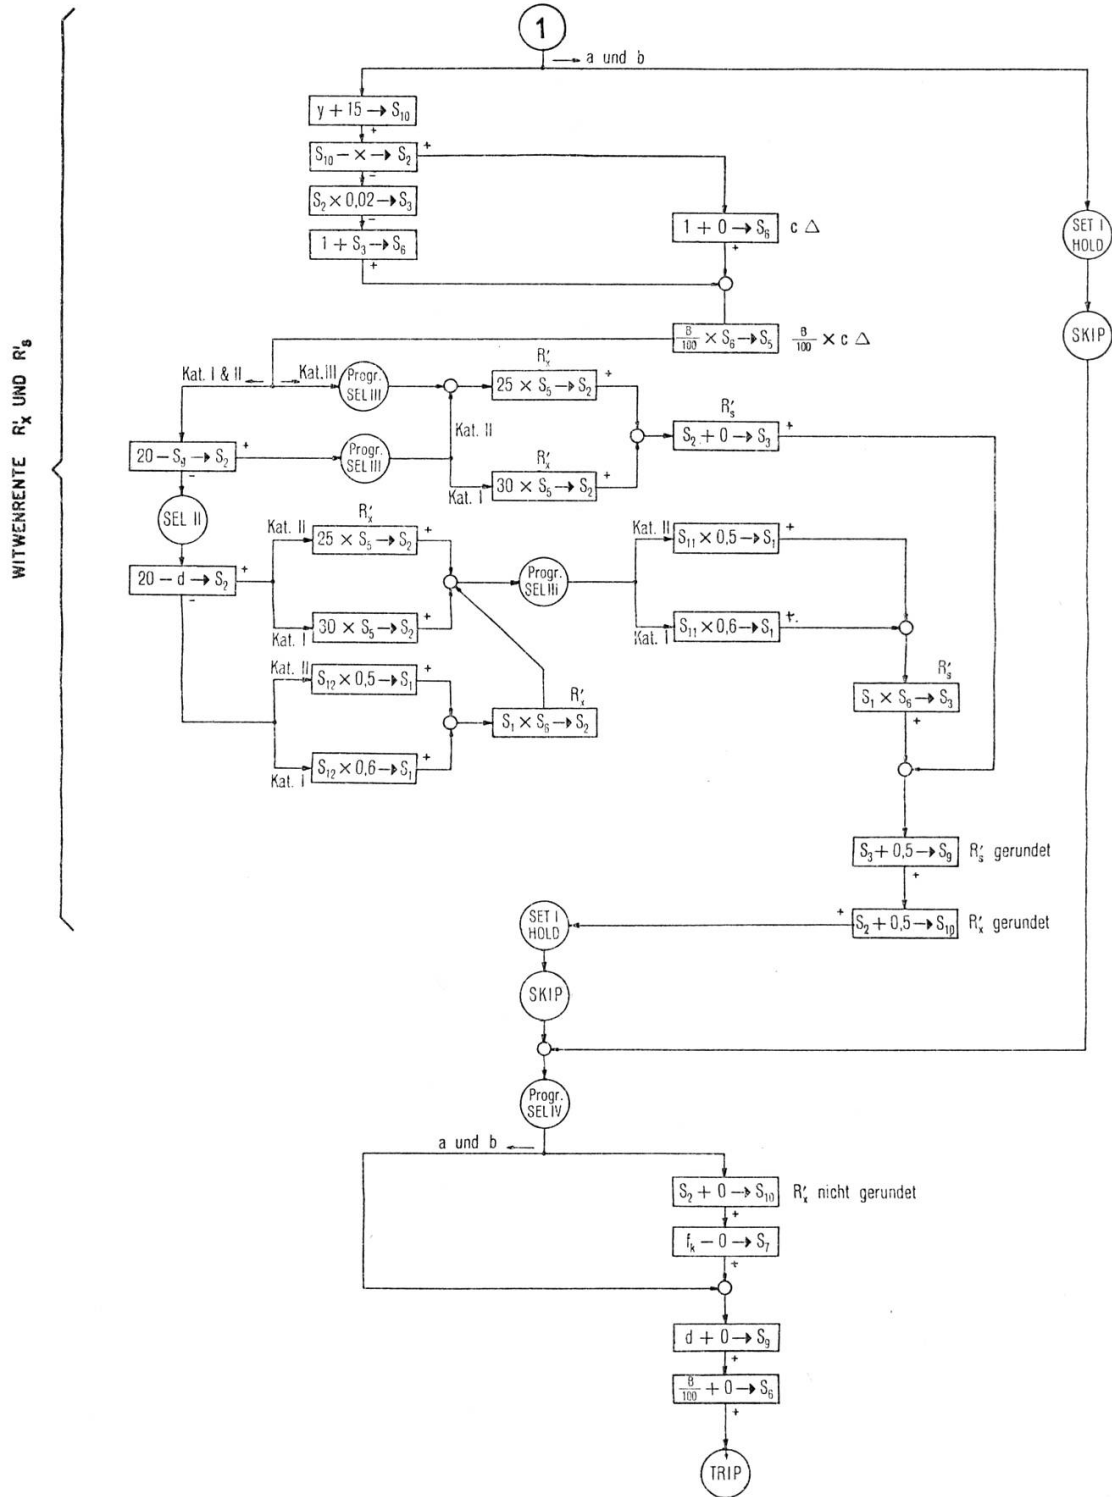 1
a und b
y + 15 → S₁₀
+
S₁₀ − × → S₂ +
−
S₂ × 0,02 → S₃
−
1 + S₃ → S₆
+
1 + 0 → S₆ c △
+
SET I
HOLD
SKIP
B/100 × S₆ → S₅ B/100 × c △
WITWENRENTE R'ₓ UND R'ₛ
Kat. I & II Kat. III
Progr.
SEL III
R'ₓ
25 × S₅ → S₂ +
Kat. II
R'ₛ
S₂ + 0 → S₃ +
20 − S₉ → S₂ +
−
Progr.
SEL III
R'ₓ
Kat. I 30 × S₅ → S₂ +
SEL II
R'ₓ
Kat. II 25 × S₅ → S₂ +
Kat. II S₁₁ × 0,5 → S₁ +
20 − d → S₂ +
−
Progr.
SEL III
Kat. I 30 × S₅ → S₂ +
Kat. I S₁₁ × 0,6 → S₁ +
Kat. II S₁₂ × 0,5 → S₁ +
R'ₓ
S₁ × S₆ → S₂
R'ₛ
S₁ × S₆ → S₃
+
Kat. I S₁₂ × 0,6 → S₁ +
S₃ + 0,5 → S₉ R'ₛ gerundet
+
+ S₂ + 0,5 → S₁₀ R'ₓ gerundet
SET I
HOLD
SKIP
Progr.
SEL IV
a und b
S₂ + 0 → S₁₀ R'ₓ nicht gerundet
+
fₖ − 0 → S₇
+
d + 0 → S₉
+
B/100 + 0 → S₆
+
TRIP